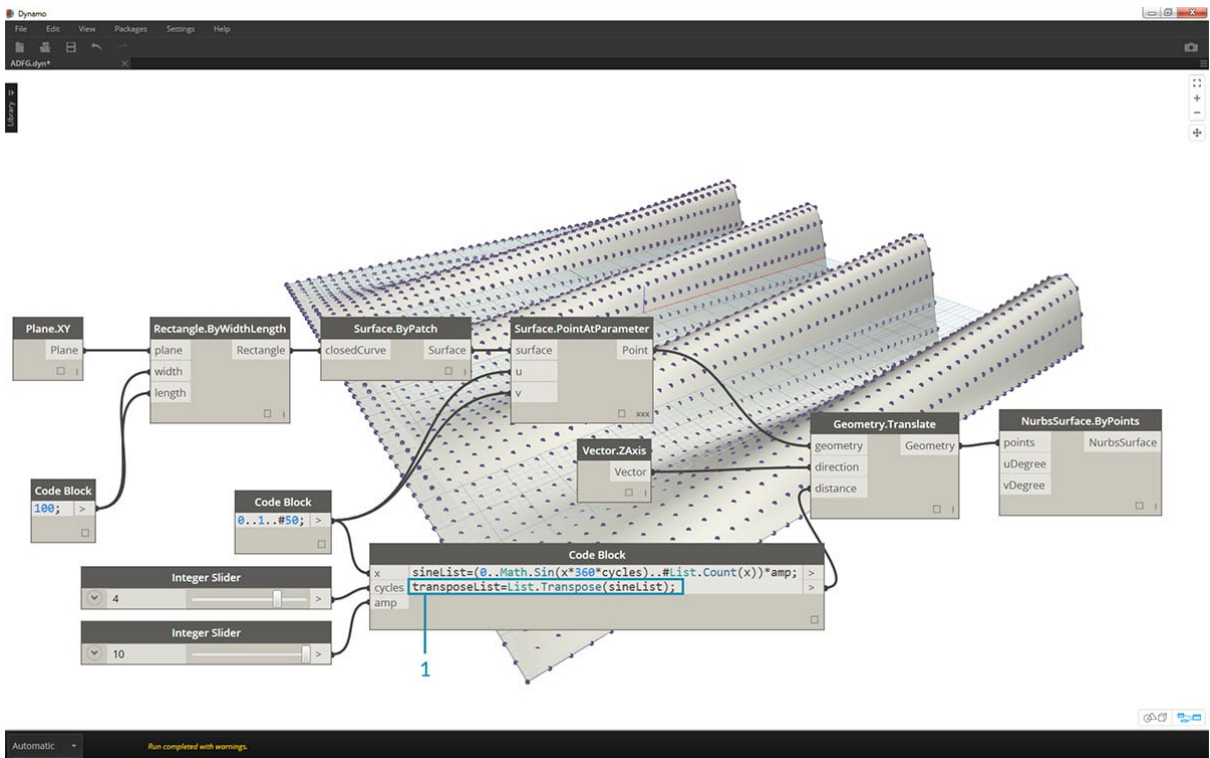 Dynamo
File Edit View Packages Settings Help
ADFG.dyn*
Library
Plane.XY
Plane
Rectangle.ByWidthLength
plane Rectangle
width
length
Surface.ByPatch
closedCurve Surface
Surface.PointAtParameter
surface Point
u
v
xxx
Vector.ZAxis
Vector
Geometry.Translate
geometry Geometry
direction
distance
NurbsSurface.ByPoints
points NurbsSurface
uDegree
vDegree
Code Block
100; >
Code Block
0..1..#50; >
Code Block
x sineList=(0..Math.Sin(x*360*cycles)..#List.Count(x))*amp; >
cycles transposeList=List.Transpose(sineList); >
amp
Integer Slider
4 >
Integer Slider
10 >
1
Automatic
Run completed with warnings.